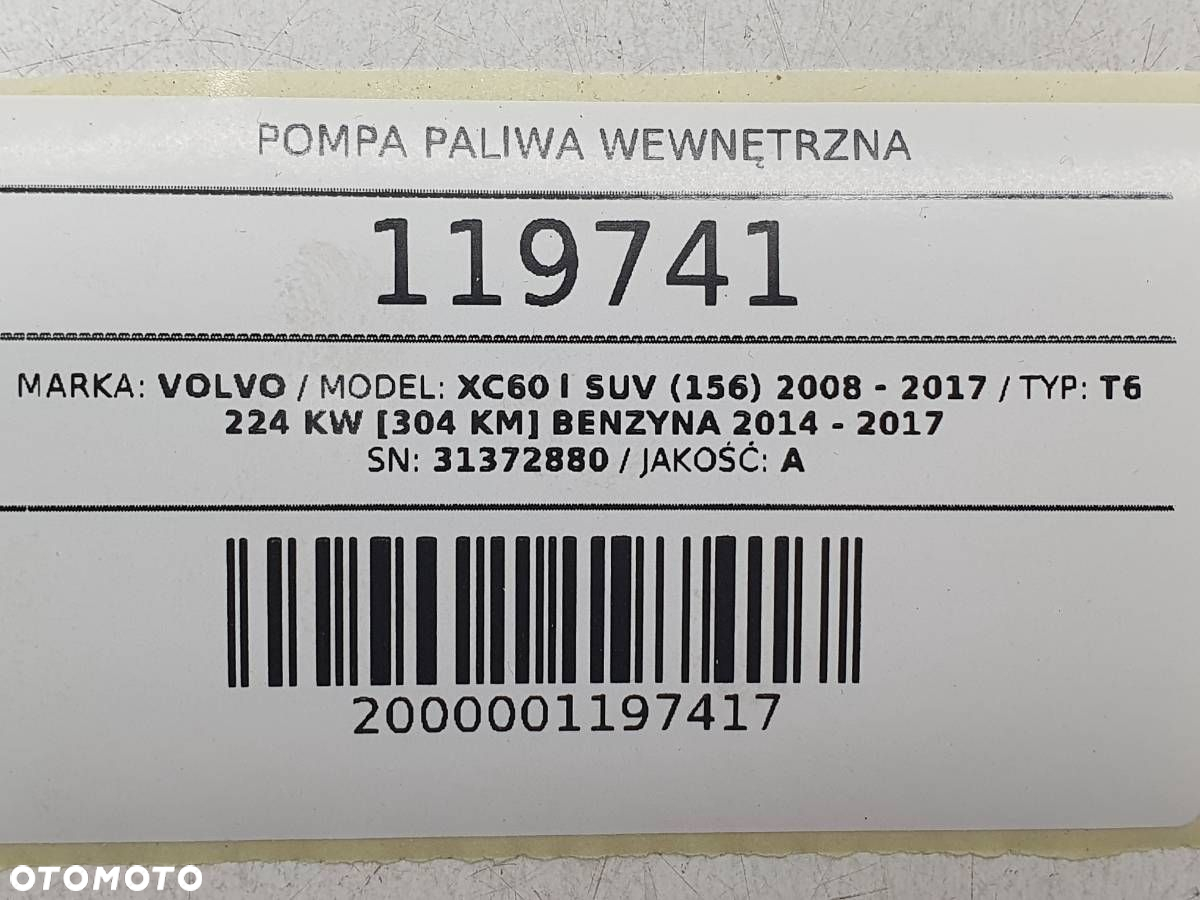 POMPA PALIWA WEWNĘTRZNA
119741
MARKA: VOLVO / MODEL: XC60 I SUV (156) 2008 - 2017 / TYP: T6
224 KW [304 KM] BENZYNA 2014 - 2017
SN: 31372880 / JAKOŚĆ: A
2000001197417
OTOMOTO